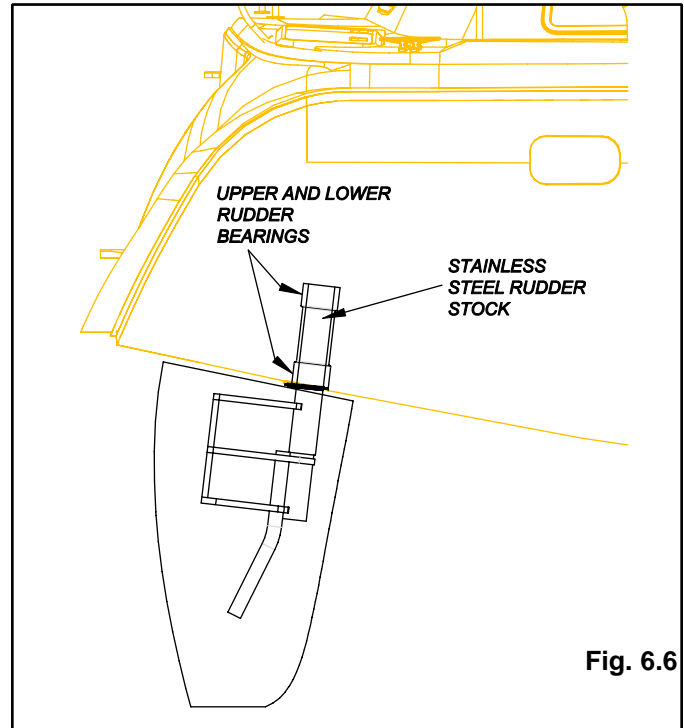 UPPER AND LOWER
RUDDER
BEARINGS
STAINLESS
STEEL RUDDER
STOCK
Fig. 6.6